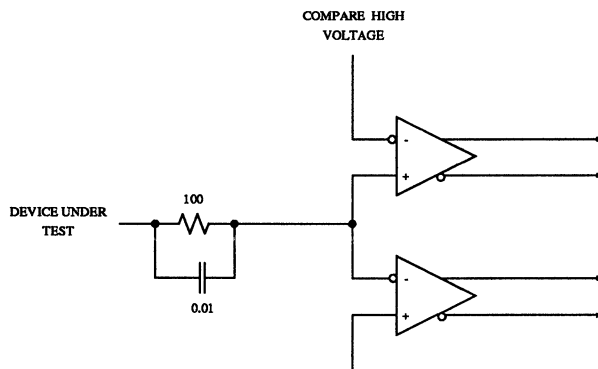 COMPARE HIGH
VOLTAGE
-
+
100
DEVICE UNDER
TEST
0.01
-
+